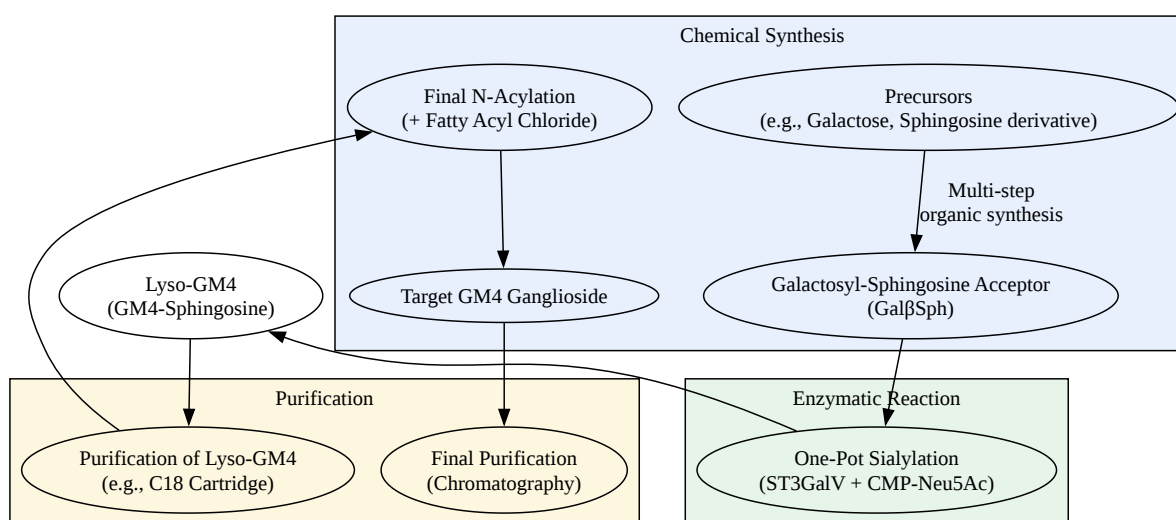 Chemical Synthesis
Final N-Acylation
(+ Fatty Acyl Chloride)
Precursors
(e.g., Galactose, Sphingosine derivative)
Multi-step
organic synthesis
Lyso-GM4
(GM4-Sphingosine)
Target GM4 Ganglioside
Galactosyl-Sphingosine Acceptor
(GalβSph)
Purification
Enzymatic Reaction
Purification of Lyso-GM4
(e.g., C18 Cartridge)
Final Purification
(Chromatography)
One-Pot Sialylation
(ST3GalV + CMP-Neu5Ac)